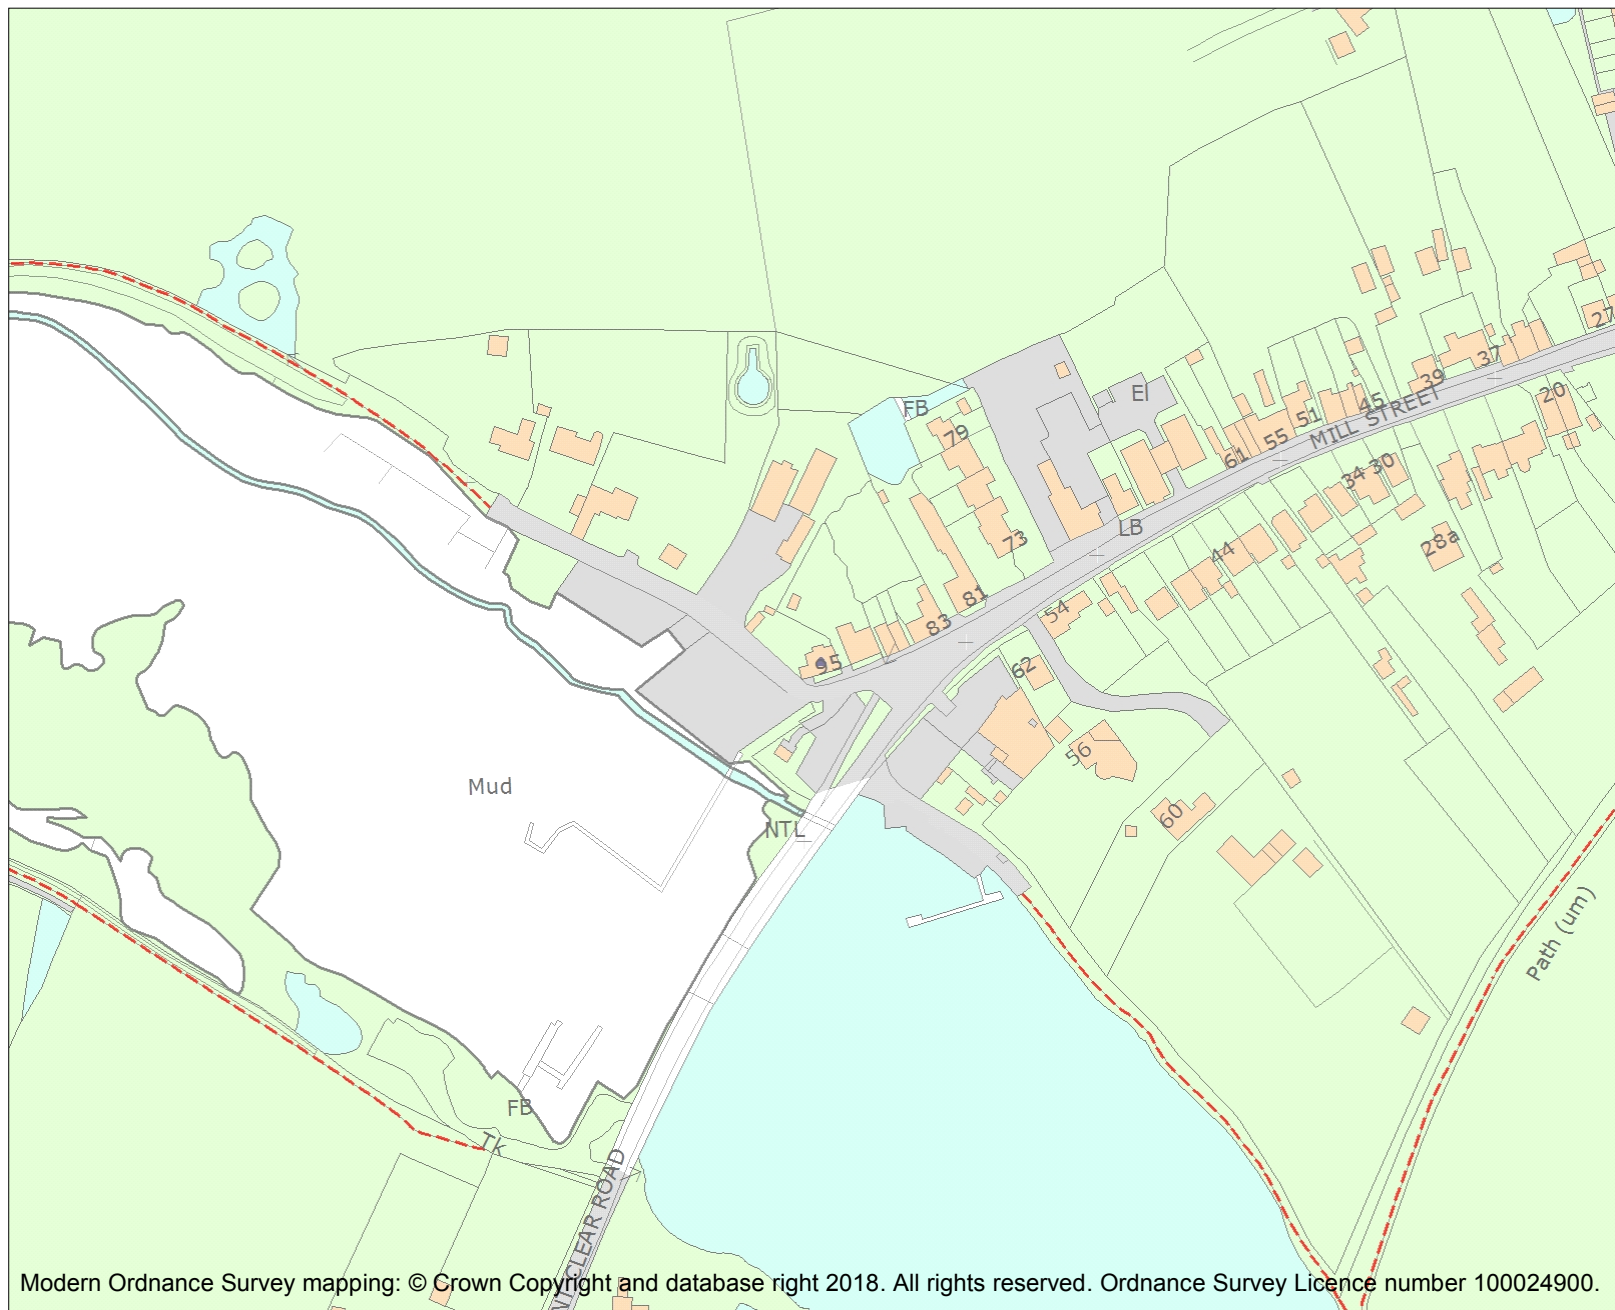 27
37
39
45
MILL STREET
51
55
61
20
30
34
28a
El
FB
79
73
LB
44
81
83
95
54
62
56
60
Mud
NTL
Path (um)
FB
Tk
CLEAR ROAD
Modern Ordnance Survey mapping: © Crown Copyright and database right 2018. All rights reserved. Ordnance Survey Licence number 100024900.